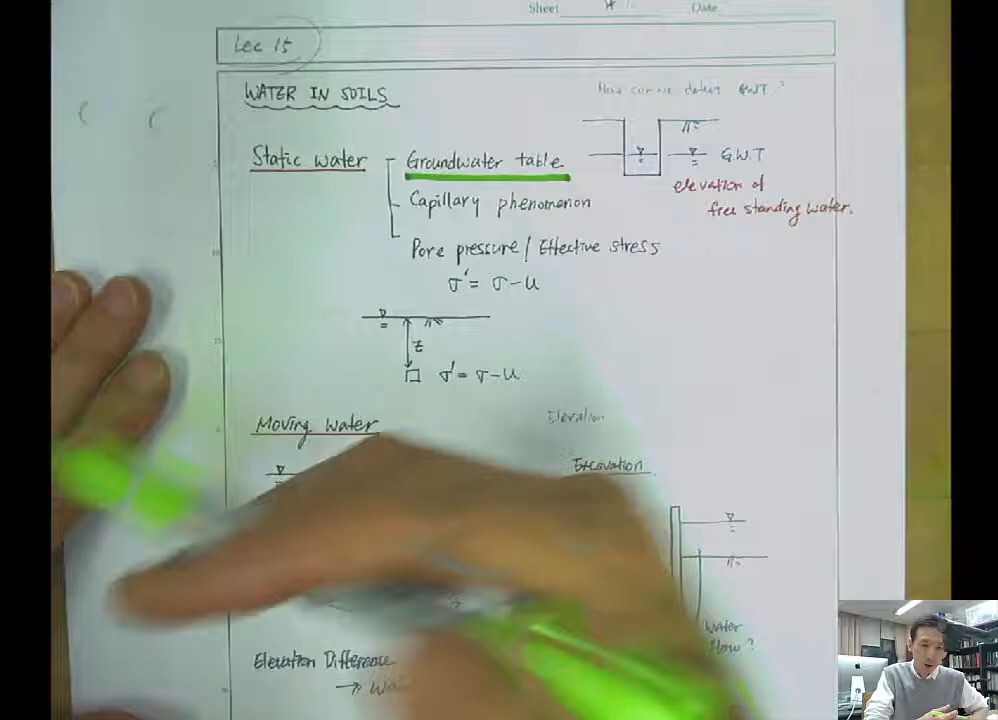 Sheet
Date
Lec 15
WATER IN SOILS
How can we detect GWT ?
Static water
Groundwater table
G.W.T
elevation of
free standing water.
Capillary phenomenon
Pore pressure / Effective stress
σ' = σ - u
z
σ' = σ - u
Moving water
Elevation
Excavation
Water
flow ?
Elevation Difference
→